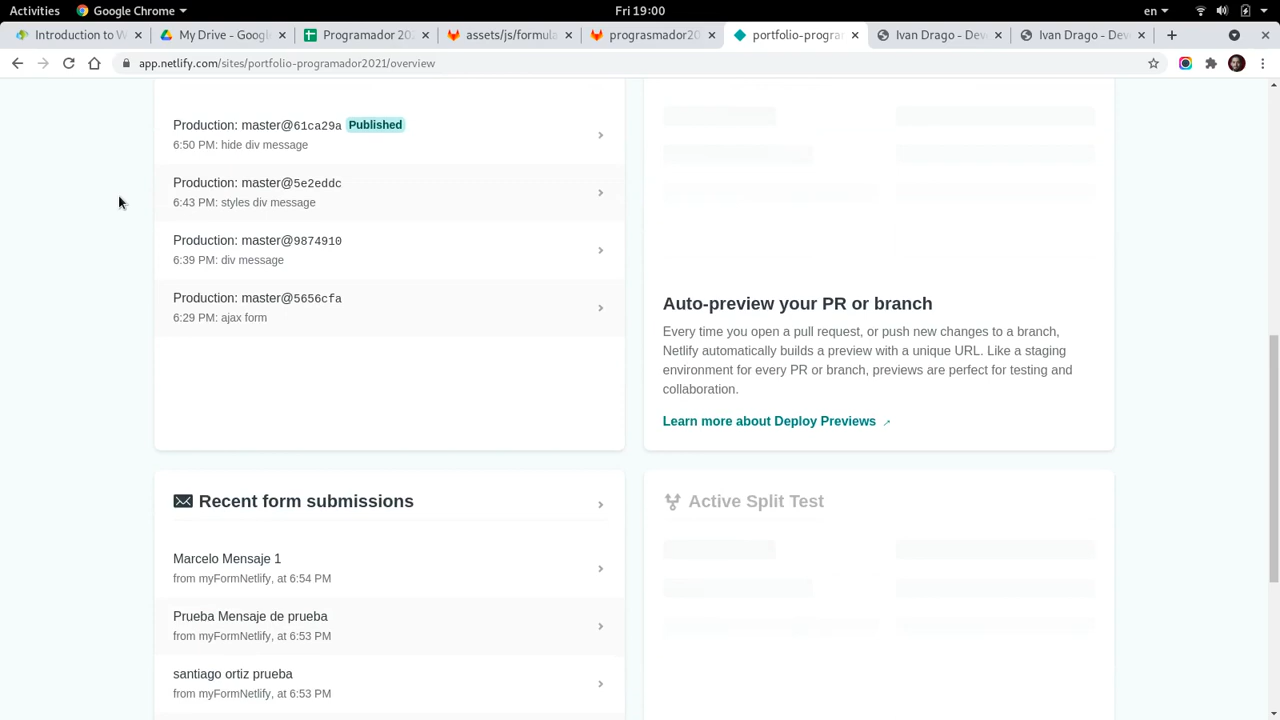 Activities Google Chrome Fri 19:00 en
Introduction to W My Drive - Googl Programador 20 assets/js/formula prograsmador20 portfolio-progra Ivan Drago - Dev Ivan Drago - Dev
app.netlify.com/sites/portfolio-programador2021/overview
Production: master@61ca29a Published
6:50 PM: hide div message
Production: master@5e2eddc
6:43 PM: styles div message
Production: master@9874910
6:39 PM: div message
Production: master@5656cfa
6:29 PM: ajax form
Auto-preview your PR or branch
Every time you open a pull request, or push new changes to a branch,
Netlify automatically builds a preview with a unique URL. Like a staging
environment for every PR or branch, previews are perfect for testing and
collaboration.
Learn more about Deploy Previews
Recent form submissions
Marcelo Mensaje 1
from myFormNetlify, at 6:54 PM
Prueba Mensaje de prueba
from myFormNetlify, at 6:53 PM
santiago ortiz prueba
from myFormNetlify, at 6:53 PM
Active Split Test